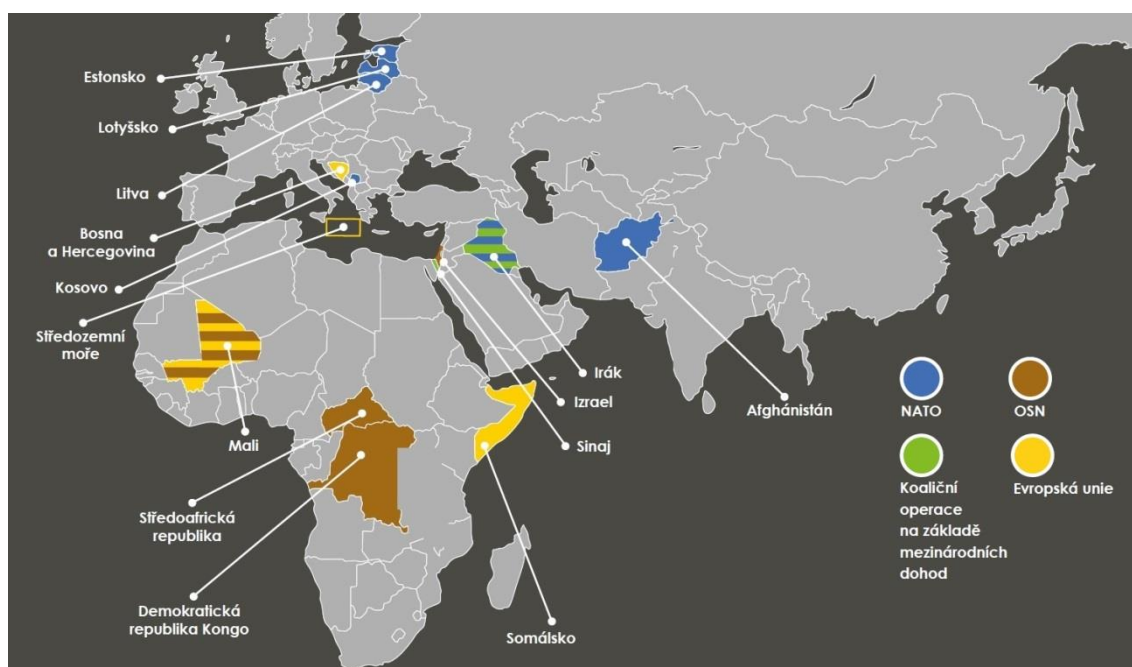 Estonsko
Lotyšsko
Litva
Bosna
a Hercegovina
Kosovo
Středozemní
moře
Mali
Středoafrická
republika
Demokratická
republika Kongo
Somálsko
Sinaj
Izrael
Irák
Afghánistán
NATO
OSN
Koaliční
operace
na základě
mezinárodních
dohod
Evropská unie